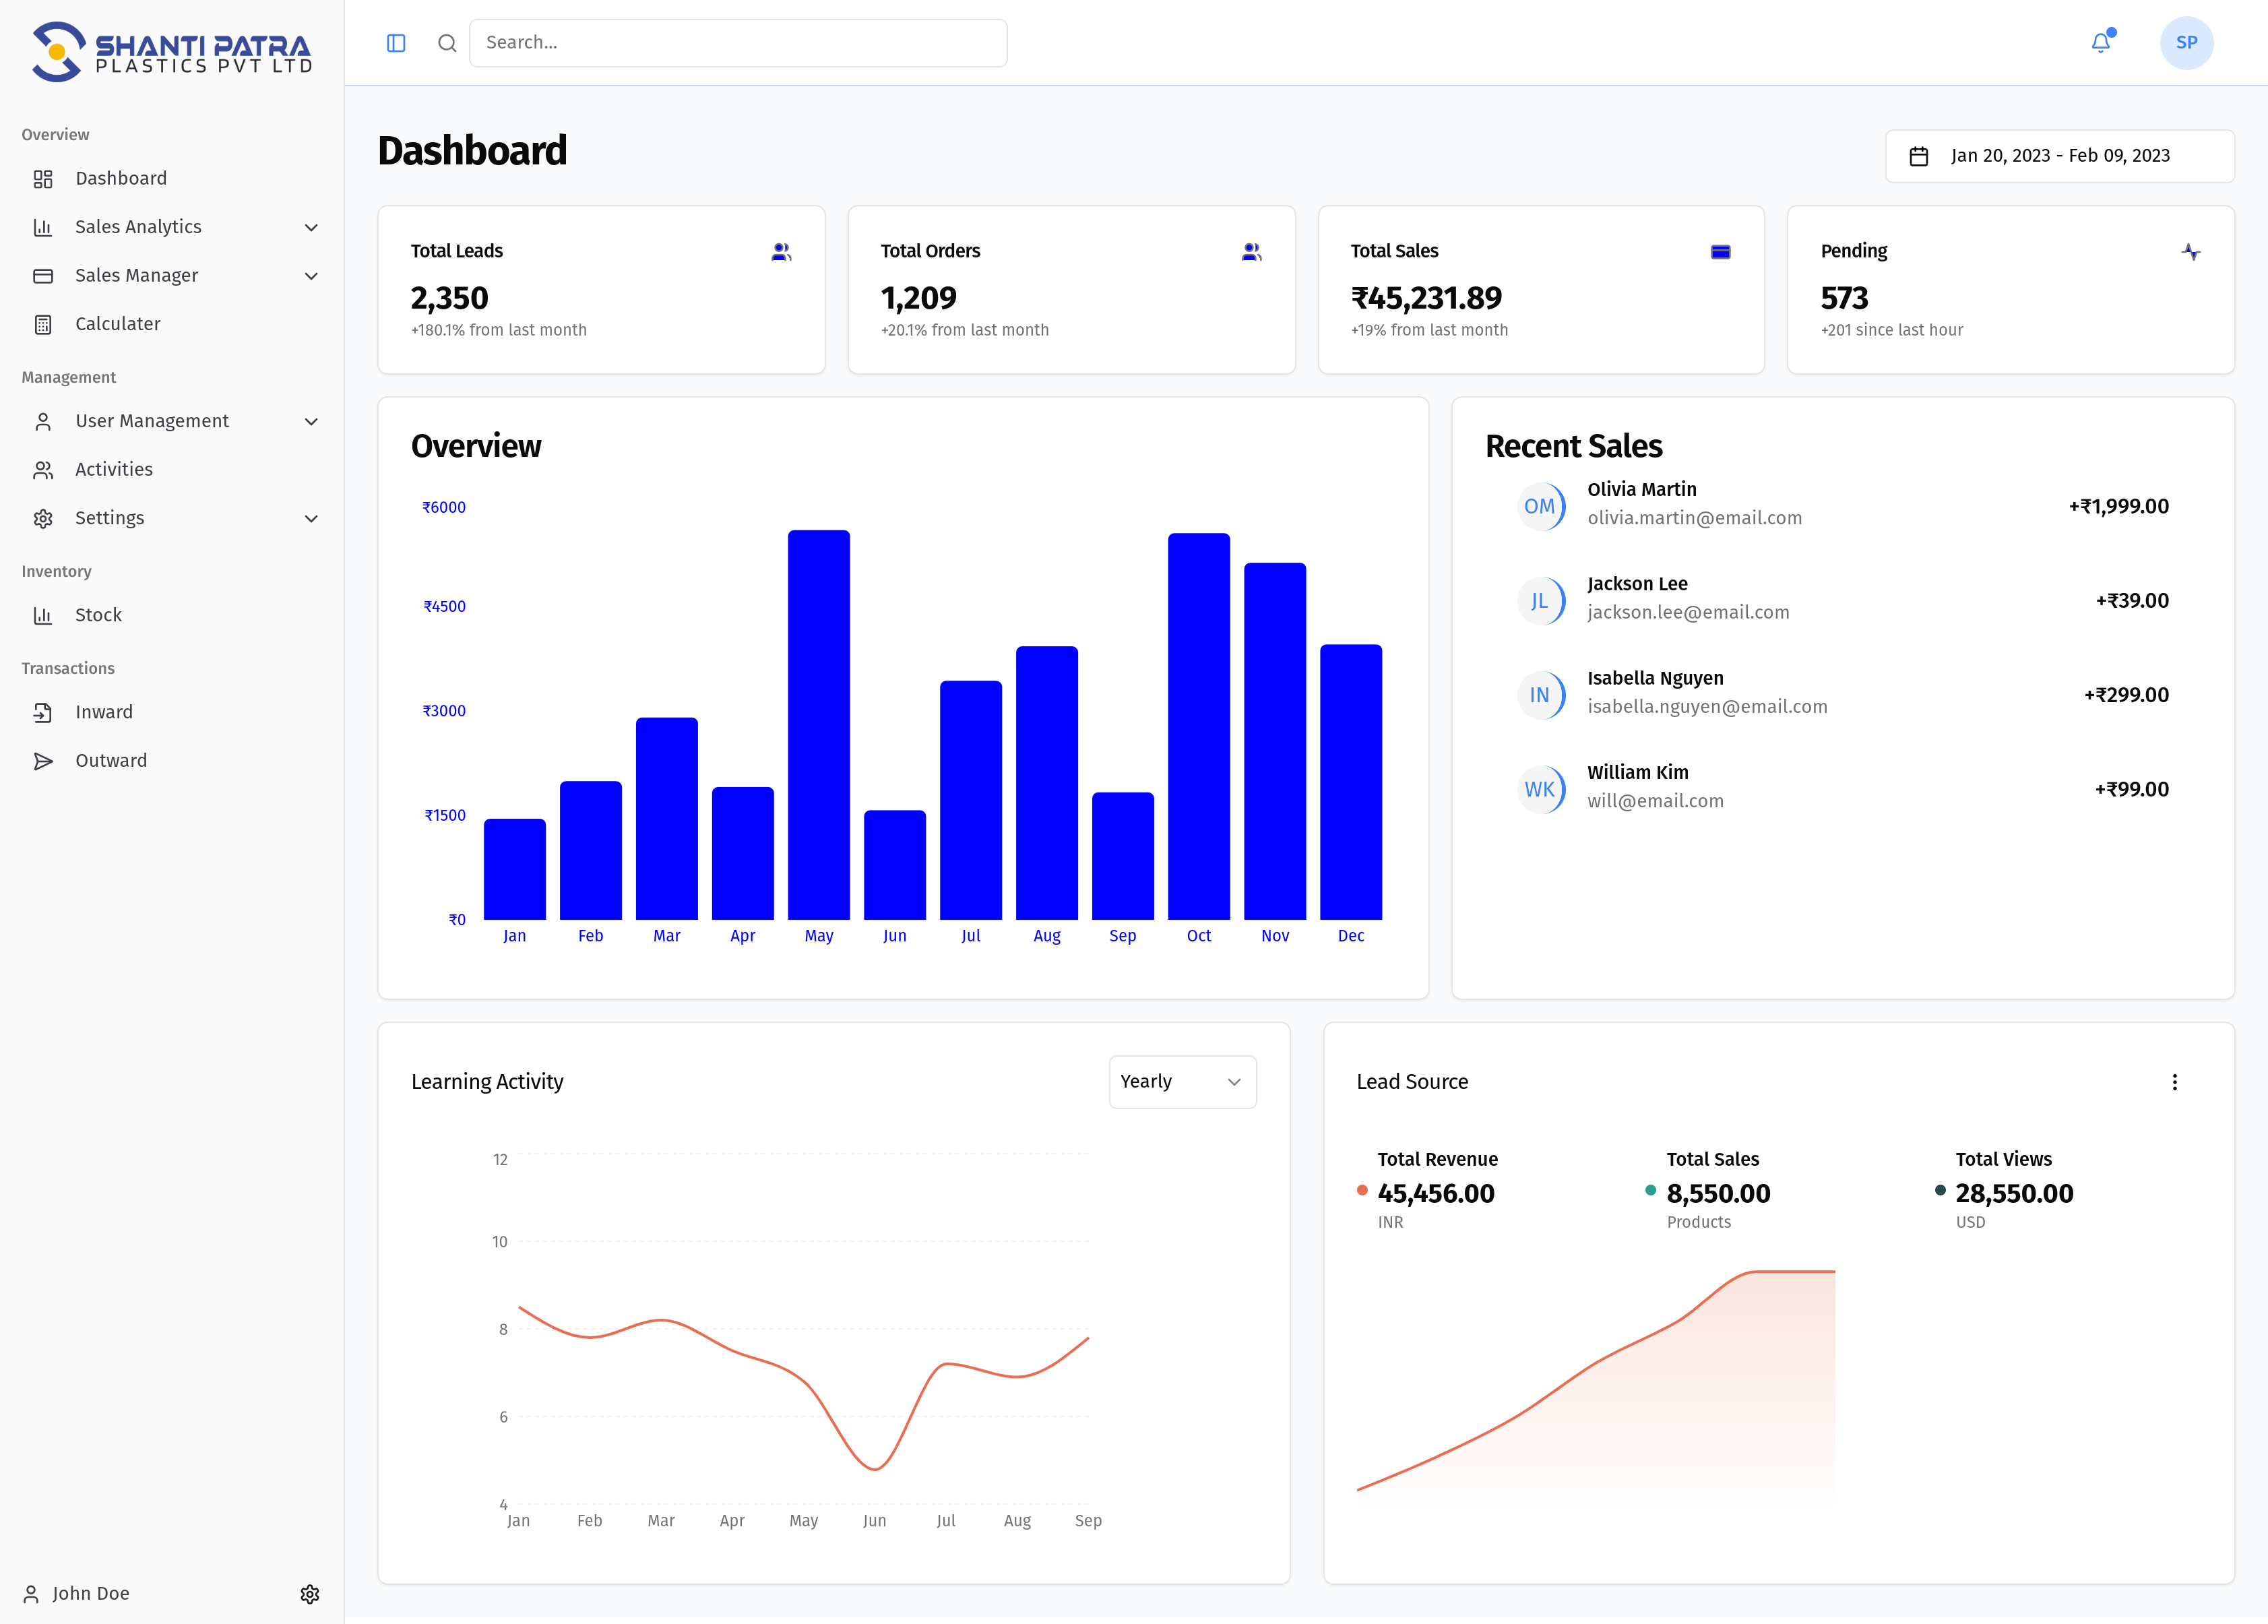 SHANTI PATRA
PLASTICS PVT LTD
Overview
Dashboard
Sales Analytics
Sales Manager
Calculater
Management
User Management
Activities
Settings
Inventory
Stock
Transactions
Inward
Outward
John Doe
Search...
SP
Dashboard
Jan 20, 2023 - Feb 09, 2023
Total Leads
2,350
+180.1% from last month
Total Orders
1,209
+20.1% from last month
Total Sales
₹45,231.89
+19% from last month
Pending
573
+201 since last hour
Overview
₹6000
₹4500
₹3000
₹1500
₹0
Jan Feb Mar Apr May Jun Jul Aug Sep Oct Nov Dec
Recent Sales
OM
Olivia Martin
olivia.martin@email.com
+₹1,999.00
JL
Jackson Lee
jackson.lee@email.com
+₹39.00
IN
Isabella Nguyen
isabella.nguyen@email.com
+₹299.00
WK
William Kim
will@email.com
+₹99.00
Learning Activity
Yearly
12
10
8
6
4
Jan Feb Mar Apr May Jun Jul Aug Sep
Lead Source
Total Revenue
45,456.00
INR
Total Sales
8,550.00
Products
Total Views
28,550.00
USD